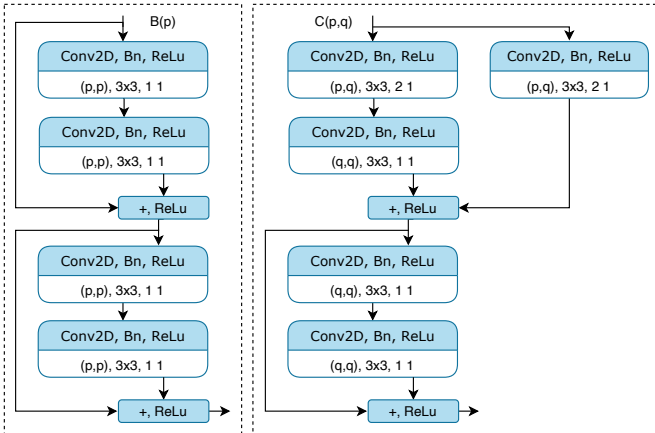 B(p)
Conv2D, Bn, ReLu
(p,p), 3x3, 1 1
Conv2D, Bn, ReLu
(p,p), 3x3, 1 1
+, ReLu
Conv2D, Bn, ReLu
(p,p), 3x3, 1 1
Conv2D, Bn, ReLu
(p,p), 3x3, 1 1
+, ReLu
C(p,q)
Conv2D, Bn, ReLu
(p,q), 3x3, 2 1
Conv2D, Bn, ReLu
(p,q), 3x3, 2 1
Conv2D, Bn, ReLu
(q,q), 3x3, 1 1
+, ReLu
Conv2D, Bn, ReLu
(q,q), 3x3, 1 1
Conv2D, Bn, ReLu
(q,q), 3x3, 1 1
+, ReLu